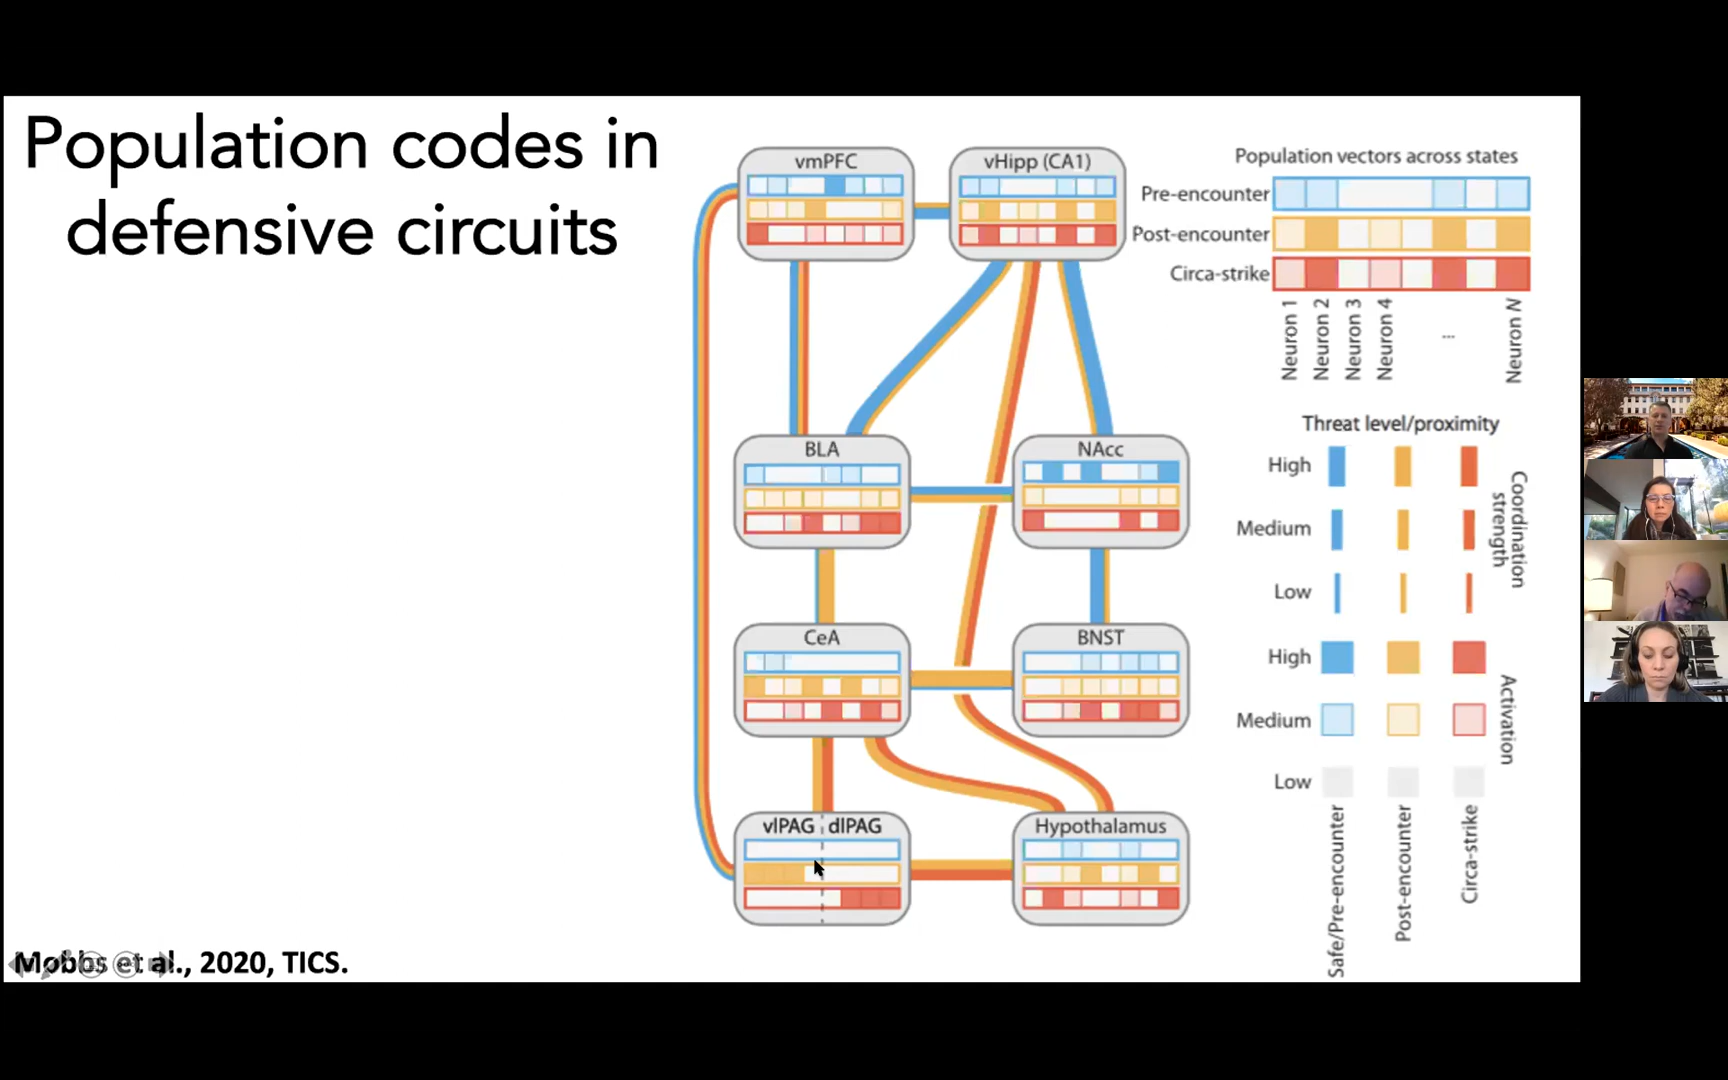 Population codes in
defensive circuits
vmPFC
vHipp (CA1)
BLA
NAcc
CeA
BNST
vlPAG
dlPAG
Hypothalamus
Population vectors across states
Pre-encounter
Post-encounter
Circa-strike
Neuron 1
Neuron 2
Neuron 3
Neuron 4
...
Neuron N
Threat level/proximity
High
Medium
Low
Coordination
strength
High
Medium
Low
Activation
Safe/Pre-encounter
Post-encounter
Circa-strike
Mobbs et al., 2020, TICS.